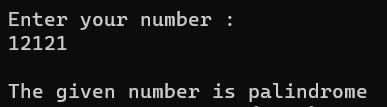 Enter your number :
12121
The given number is palindrome